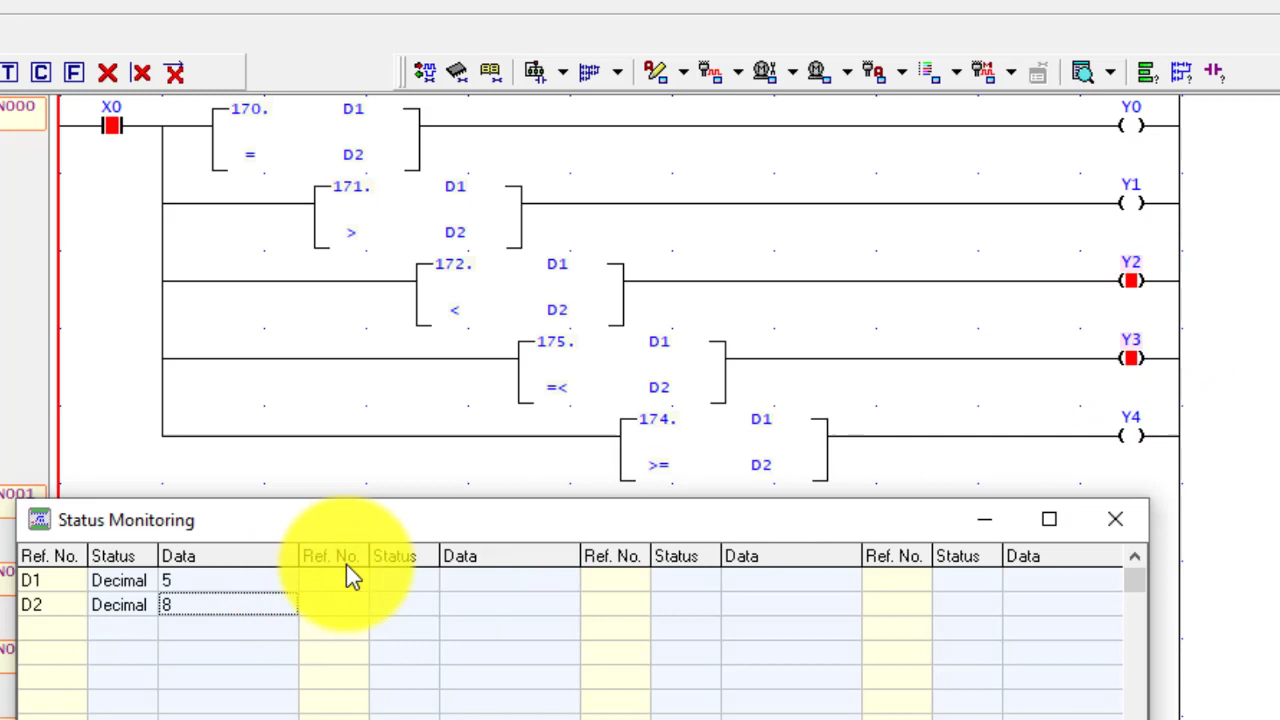 T C F
N000
X0
170. D1
= D2
Y0
171. D1
> D2
Y1
172. D1
< D2
Y2
175. D1
=< D2
Y3
174. D1
>= D2
Y4
N001
Status Monitoring
Ref. No. Status Data Ref. No. Status Data Ref. No. Status Data Ref. No. Status Data
D1 Decimal 5
D2 Decimal 8